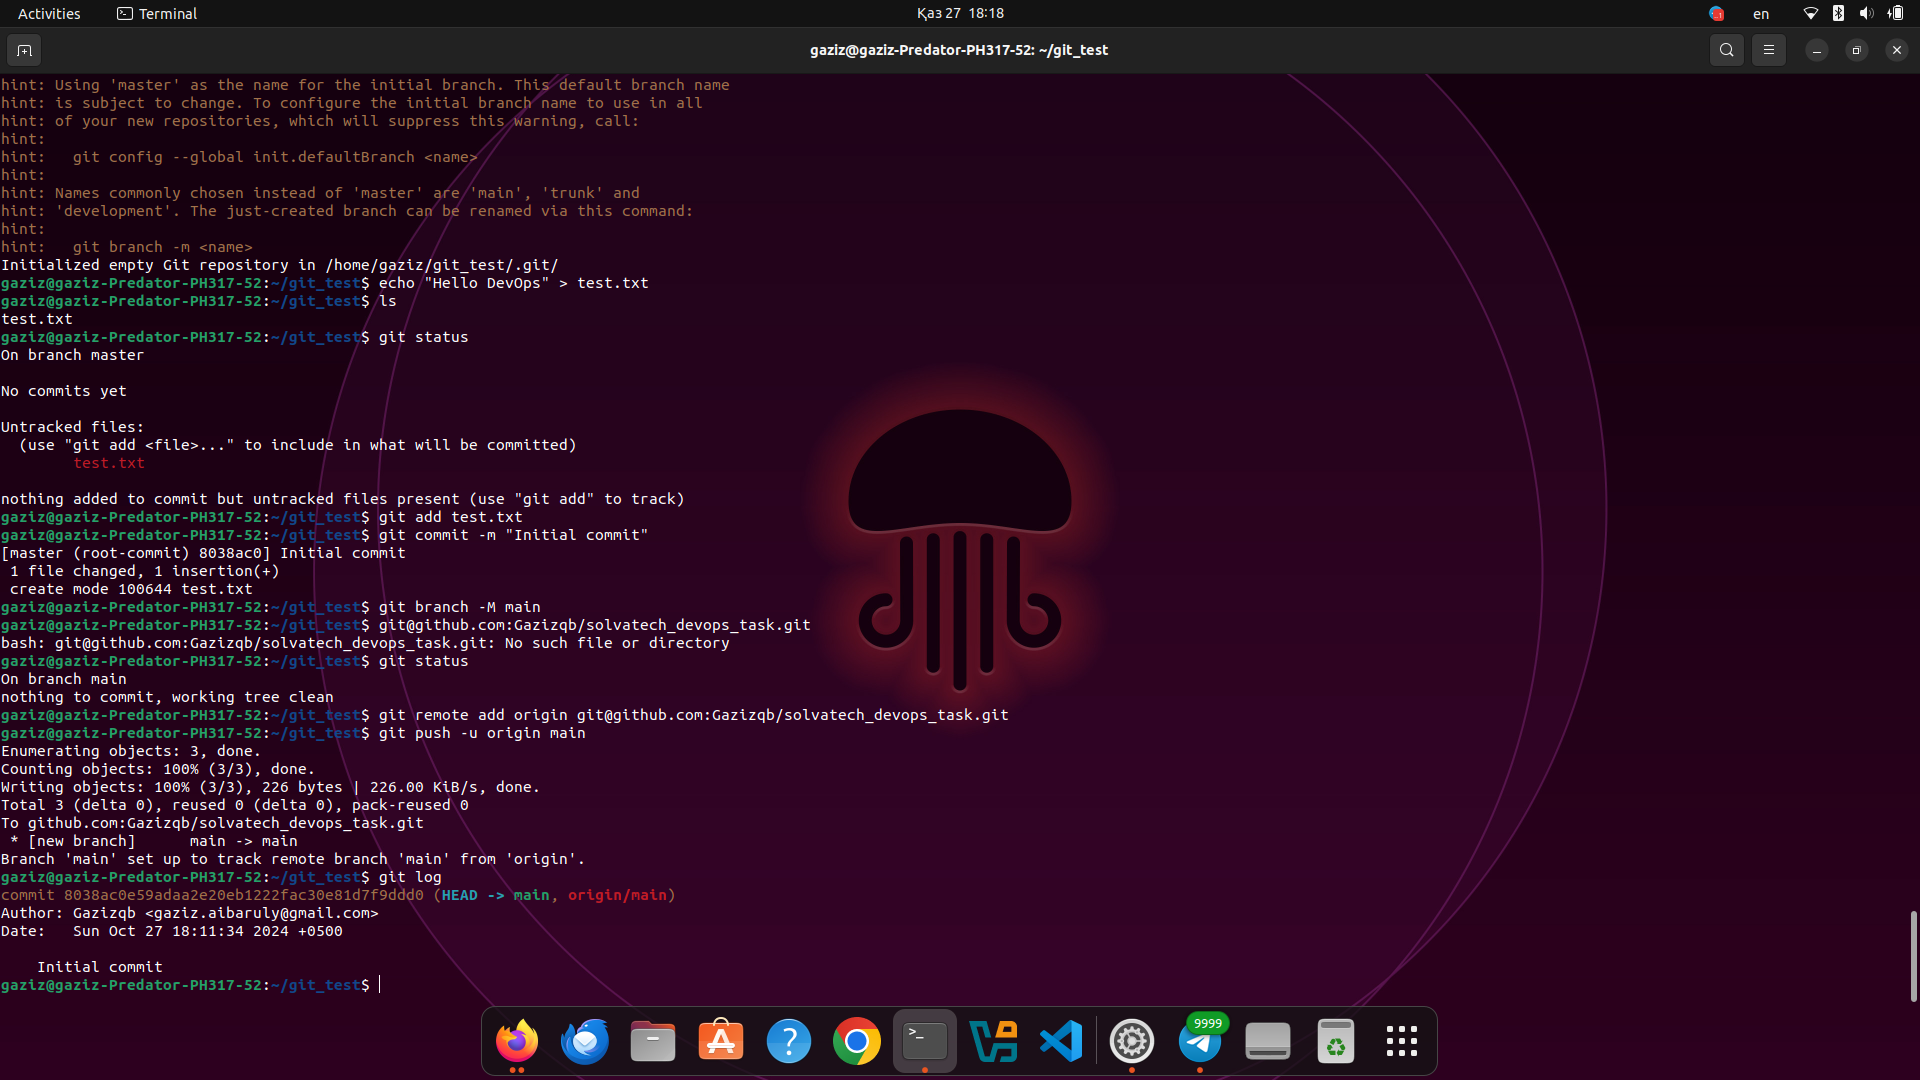 Activities
Terminal
Қаз 27 18:18
en
gaziz@gaziz-Predator-PH317-52: ~/git_test
hint: Using 'master' as the name for the initial branch. This default branch name
hint: is subject to change. To configure the initial branch name to use in all
hint: of your new repositories, which will suppress this warning, call:
hint:
hint:   git config --global init.defaultBranch <name>
hint:
hint: Names commonly chosen instead of 'master' are 'main', 'trunk' and
hint: 'development'. The just-created branch can be renamed via this command:
hint:
hint:   git branch -m <name>
Initialized empty Git repository in /home/gaziz/git_test/.git/
gaziz@gaziz-Predator-PH317-52:~/git_test$ echo "Hello DevOps" > test.txt
gaziz@gaziz-Predator-PH317-52:~/git_test$ ls
test.txt
gaziz@gaziz-Predator-PH317-52:~/git_test$ git status
On branch master
No commits yet
Untracked files:
  (use "git add <file>..." to include in what will be committed)
        test.txt
nothing added to commit but untracked files present (use "git add" to track)
gaziz@gaziz-Predator-PH317-52:~/git_test$ git add test.txt
gaziz@gaziz-Predator-PH317-52:~/git_test$ git commit -m "Initial commit"
[master (root-commit) 8038ac0] Initial commit
 1 file changed, 1 insertion(+)
 create mode 100644 test.txt
gaziz@gaziz-Predator-PH317-52:~/git_test$ git branch -M main
gaziz@gaziz-Predator-PH317-52:~/git_test$ git@github.com:Gazizqb/solvatech_devops_task.git
bash: git@github.com:Gazizqb/solvatech_devops_task.git: No such file or directory
gaziz@gaziz-Predator-PH317-52:~/git_test$ git status
On branch main
nothing to commit, working tree clean
gaziz@gaziz-Predator-PH317-52:~/git_test$ git remote add origin git@github.com:Gazizqb/solvatech_devops_task.git
gaziz@gaziz-Predator-PH317-52:~/git_test$ git push -u origin main
Enumerating objects: 3, done.
Counting objects: 100% (3/3), done.
Writing objects: 100% (3/3), 226 bytes | 226.00 KiB/s, done.
Total 3 (delta 0), reused 0 (delta 0), pack-reused 0
To github.com:Gazizqb/solvatech_devops_task.git
 * [new branch]      main -> main
Branch 'main' set up to track remote branch 'main' from 'origin'.
gaziz@gaziz-Predator-PH317-52:~/git_test$ git log
commit 8038ac0e59adaa2e20eb1222fac30e81d7f9ddd0 (HEAD -> main, origin/main)
Author: Gazizqb <gaziz.aibaruly@gmail.com>
Date:   Sun Oct 27 18:11:34 2024 +0500
    Initial commit
gaziz@gaziz-Predator-PH317-52:~/git_test$
9999